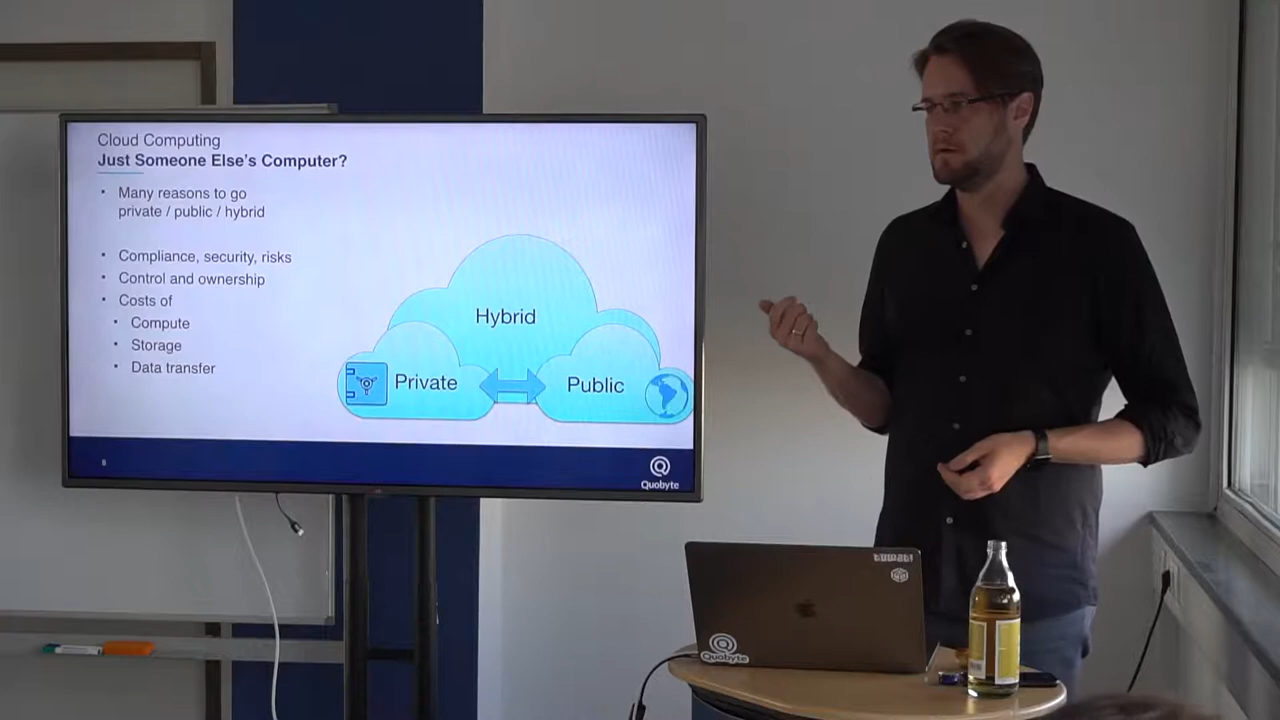 Cloud Computing
Just Someone Else's Computer?
• Many reasons to go
private / public / hybrid
• Compliance, security, risks
• Control and ownership
• Costs of
• Compute
• Storage
• Data transfer
Hybrid
Private
Public
8
Quobyte
Quobyte